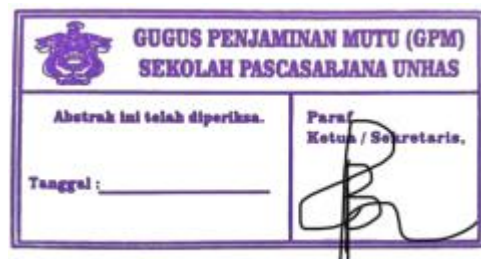 GUGUS PENJAMINAN MUTU (GPM)
SEKOLAH PASCASARJANA UNHAS
Abstrak ini telah diperiksa.
Tanggal :
Paraf
Ketua / Sekretaris,